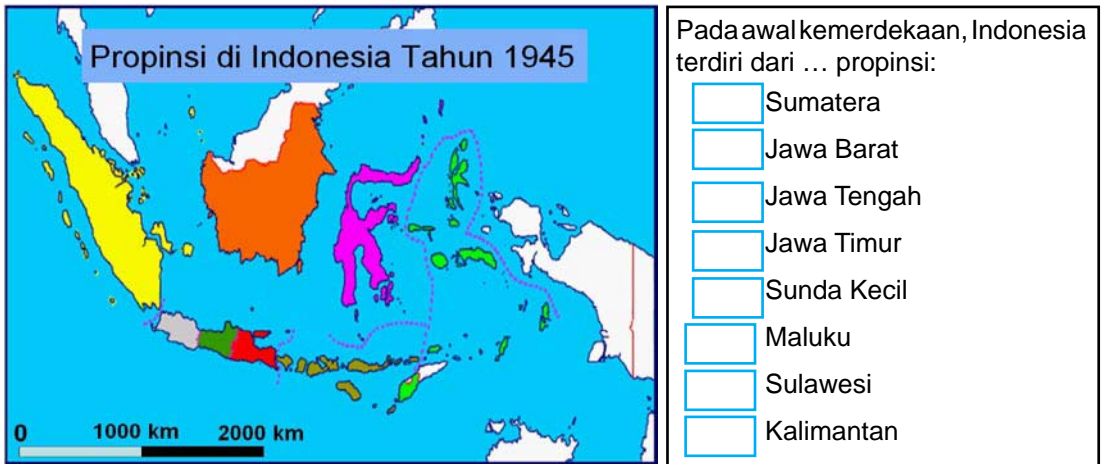 Propinsi di Indonesia Tahun 1945
0 1000 km 2000 km
Pada awal kemerdekaan, Indonesia
terdiri dari … propinsi:
Sumatera
Jawa Barat
Jawa Tengah
Jawa Timur
Sunda Kecil
Maluku
Sulawesi
Kalimantan